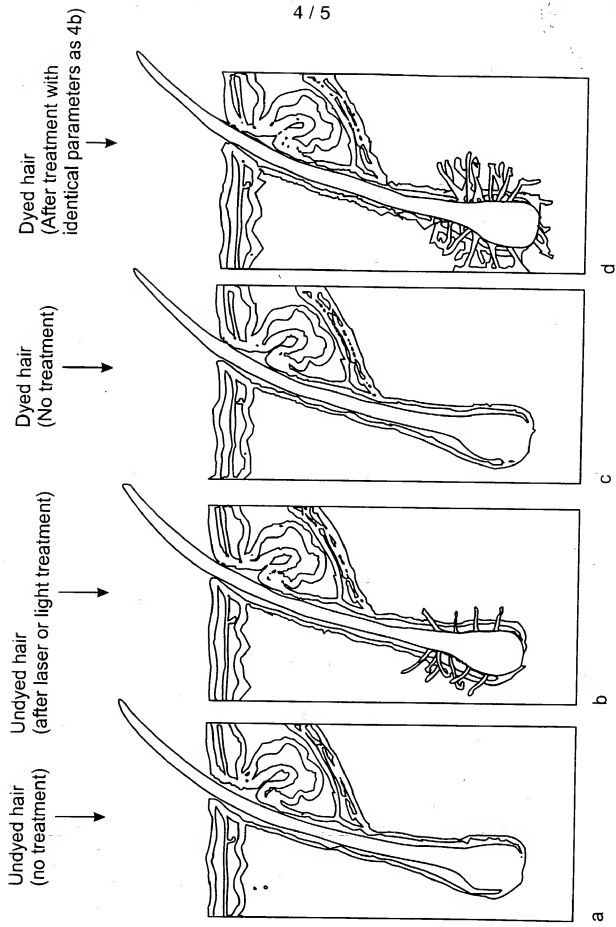 4 / 5
Undyed hair
(no treatment)
Undyed hair
(after laser or light treatment)
Dyed hair
(No treatment)
Dyed hair
(After treatment with
identical parameters as 4b)
a
b
c
d